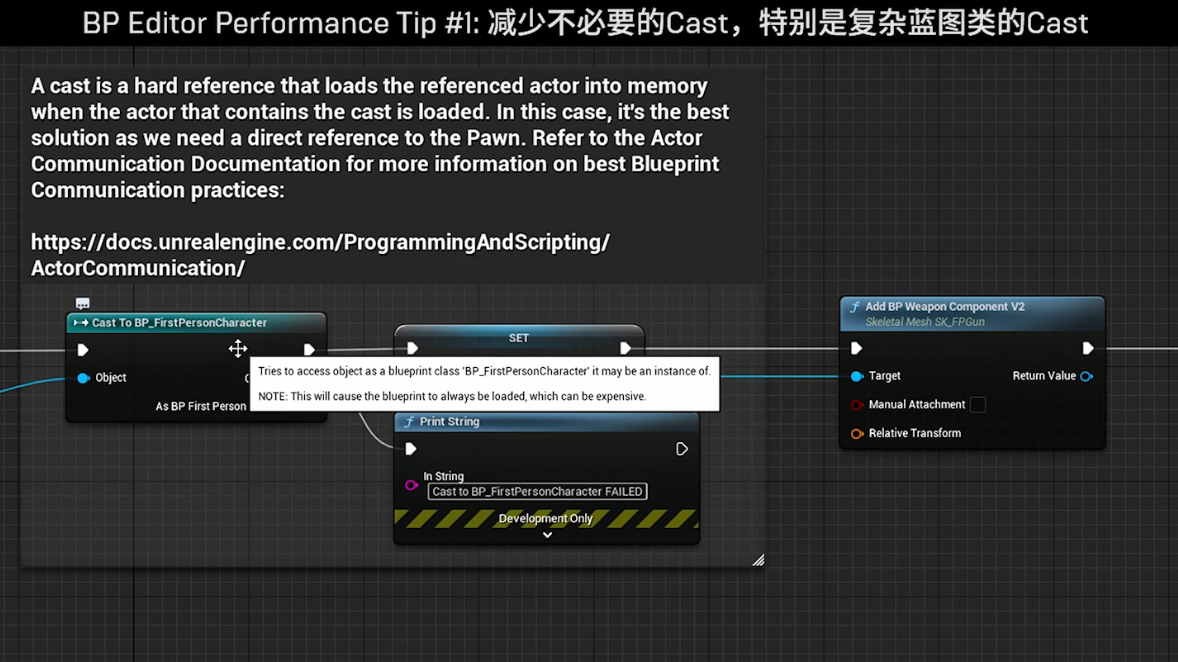 BP Editor Performance Tip #1: 减少不必要的Cast，特别是复杂蓝图类的Cast
A cast is a hard reference that loads the referenced actor into memory
when the actor that contains the cast is loaded. In this case, it's the best
solution as we need a direct reference to the Pawn. Refer to the Actor
Communication Documentation for more information on best Blueprint
Communication practices:
https://docs.unrealengine.com/ProgrammingAndScripting/
ActorCommunication/
Cast To BP_FirstPersonCharacter
Object
As BP First Person
SET
Tries to access object as a blueprint class 'BP_FirstPersonCharacter' it may be an instance of.
NOTE: This will cause the blueprint to always be loaded, which can be expensive.
Print String
In String
Cast to BP_FirstPersonCharacter FAILED
Development Only
Add BP Weapon Component V2
Skeletal Mesh SK_FPGun
Target
Return Value
Manual Attachment
Relative Transform